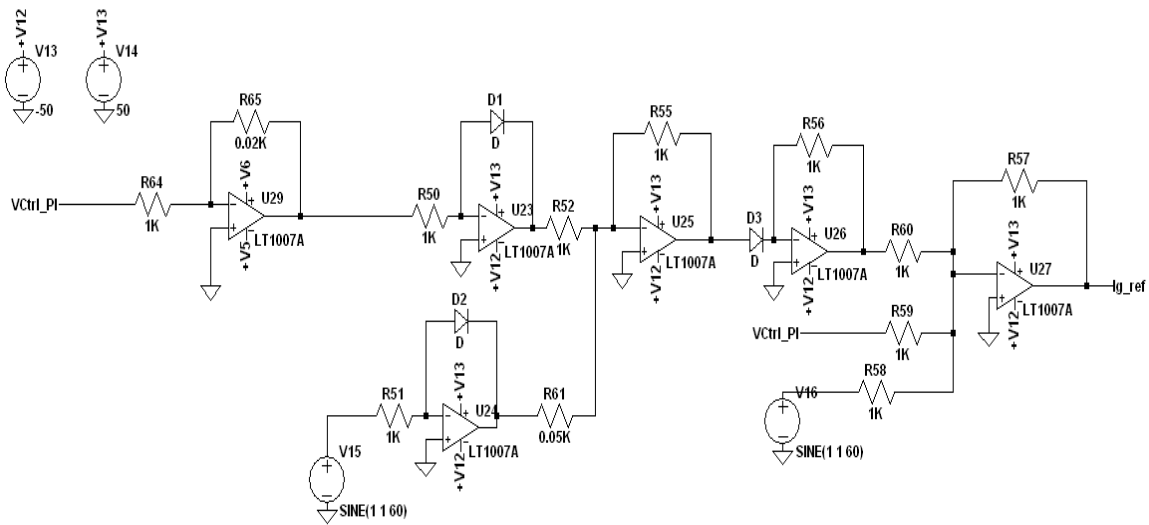 +V12
+V13
V13
V14
-50
50
R65
0.02K
+V6
U29
R64
VCtrl_PI
1K
LT1007A
+V5
D1
D
+V13
R50
U23
1K
LT1007A
+V12
R52
1K
R55
1K
+V13
U25
LT1007A
+V12
D3
D
R56
1K
+V13
U26
LT1007A
+V12
R60
1K
R57
1K
+V13
U27
Ig_ref
LT1007A
+V12
R59
VCtrl_PI
1K
D2
D
+V13
R51
U24
1K
LT1007A
+V12
R61
0.05K
V15
SINE(1 1 60)
R58
V16
1K
SINE(1 1 60)